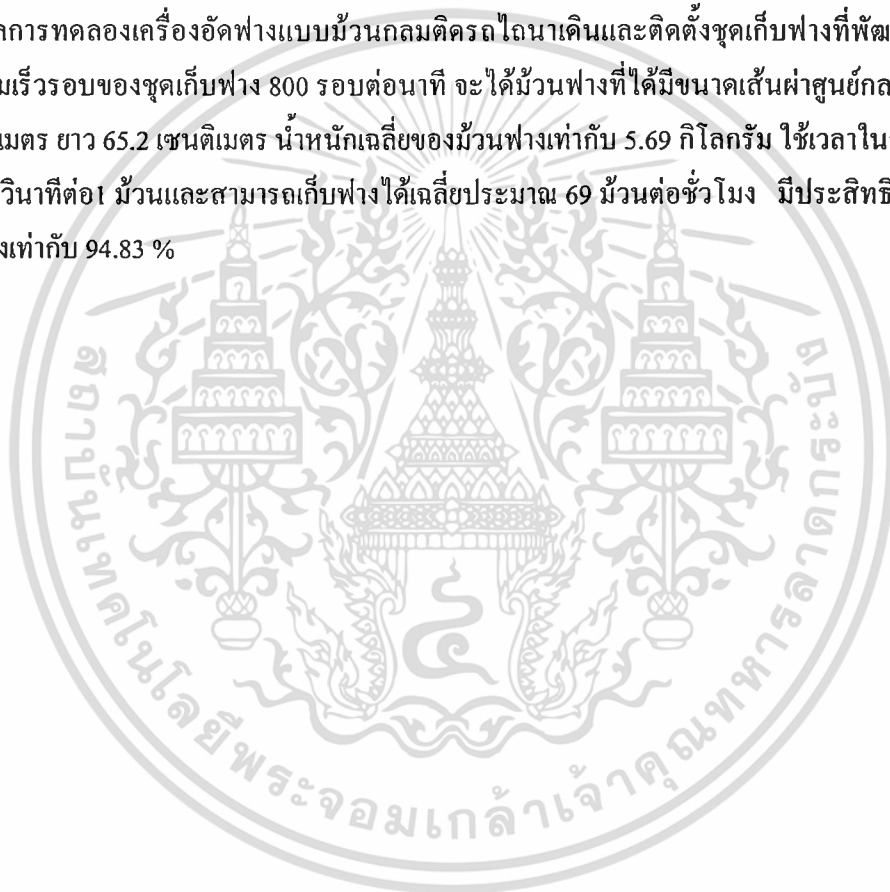 ลการทดลองเครื่องอัดฟางแบบม้วนกลมติดรถไถนาเดินและติดตั้งชุดเก็บฟางที่พัฒ
มเร็วรอบของชุดเก็บฟาง 800 รอบต่อนาที จะได้ม้วนฟางที่ได้มีขนาดเส้นผ่าศูนย์กล
เมตร ยาว 65.2 เซนติเมตร น้ำหนักเฉลี่ยของม้วนฟางเท่ากับ 5.69 กิโลกรัม ใช้เวลาใน
วินาทีต่อ1 ม้วนและสามารถเก็บฟางได้เฉลี่ยประมาณ 69 ม้วนต่อชั่วโมง มีประสิทธิ
งเท่ากับ 94.83 %
สถาบันเทคโนโลยีพระจอมเกล้าเจ้าคุณทหารลาดกระบัง